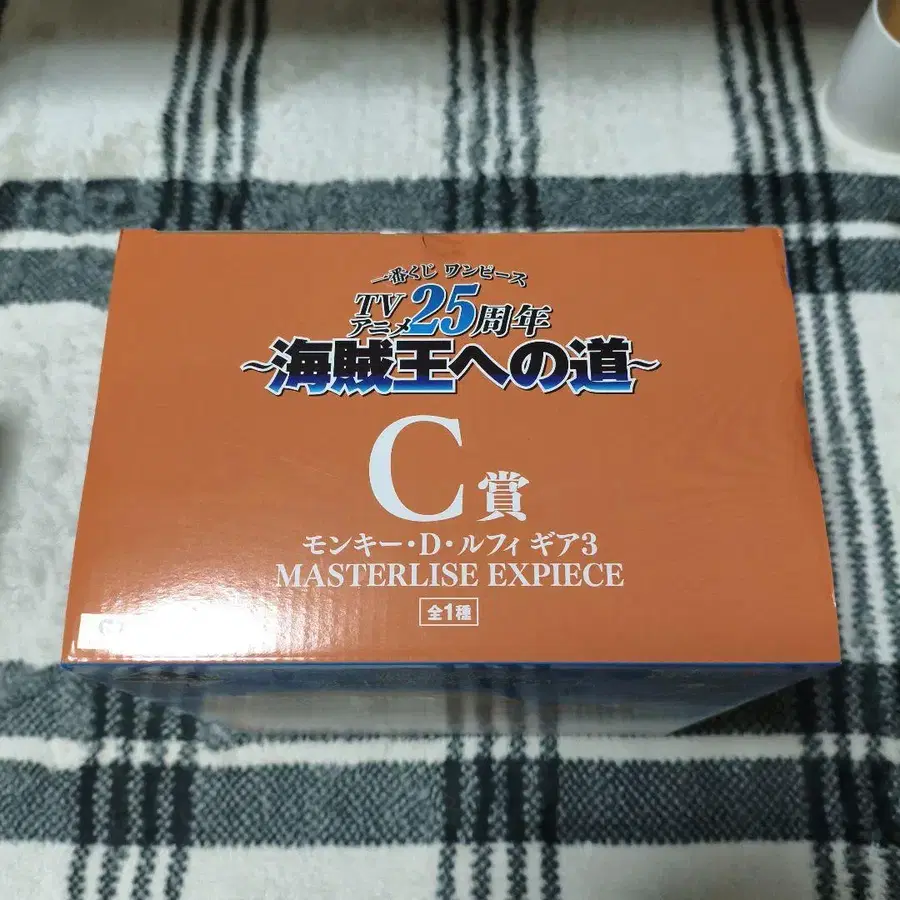 一番くじ ワンピース
TVアニメ25周年
～海賊王への道～
C賞
モンキー・D・ルフィ ギア3
MASTERLISE EXPIECE
全1種